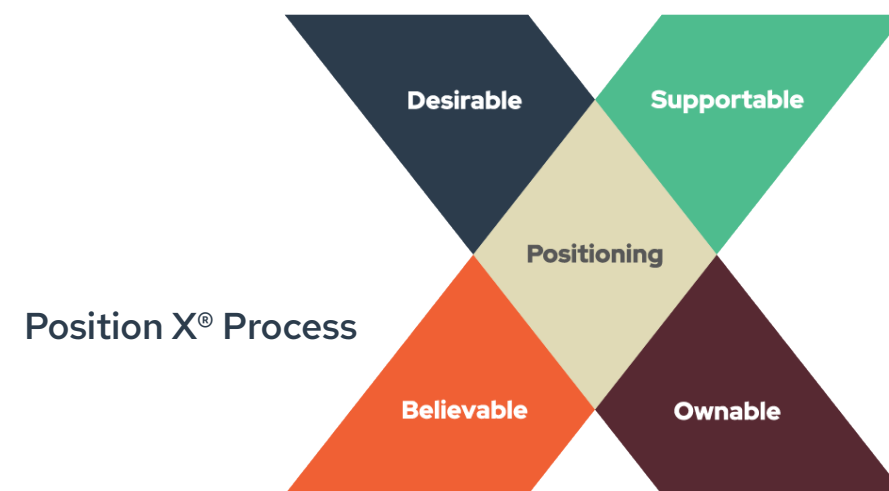 Desirable
Supportable
Positioning
Position X® Process
Believable
Ownable